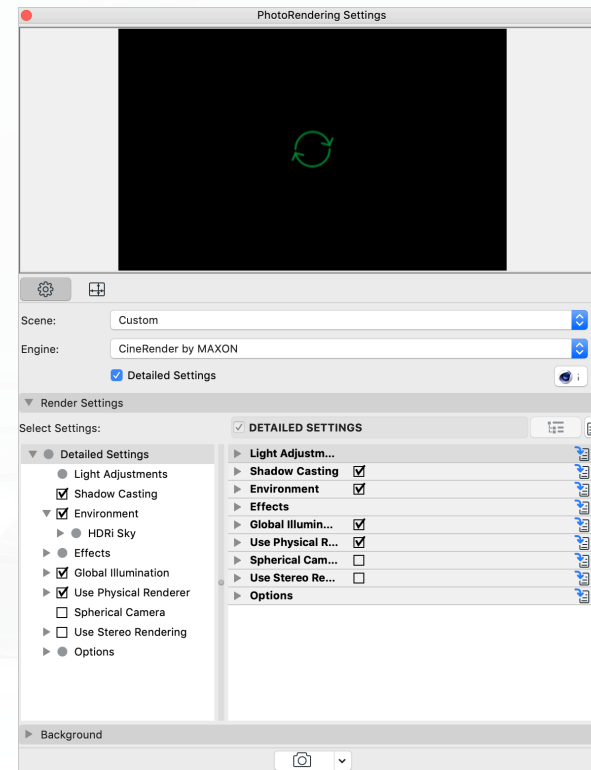 PhotoRendering Settings
Scene:
Custom
Engine:
CineRender by MAXON
Detailed Settings
i
Render Settings
Select Settings:
DETAILED SETTINGS
Detailed Settings
Light Adjustments
Shadow Casting
Environment
HDRi Sky
Effects
Global Illumination
Use Physical Renderer
Spherical Camera
Use Stereo Rendering
Options
Light Adjustm...
Shadow Casting
Environment
Effects
Global Illumin...
Use Physical R...
Spherical Cam...
Use Stereo Re...
Options
Background